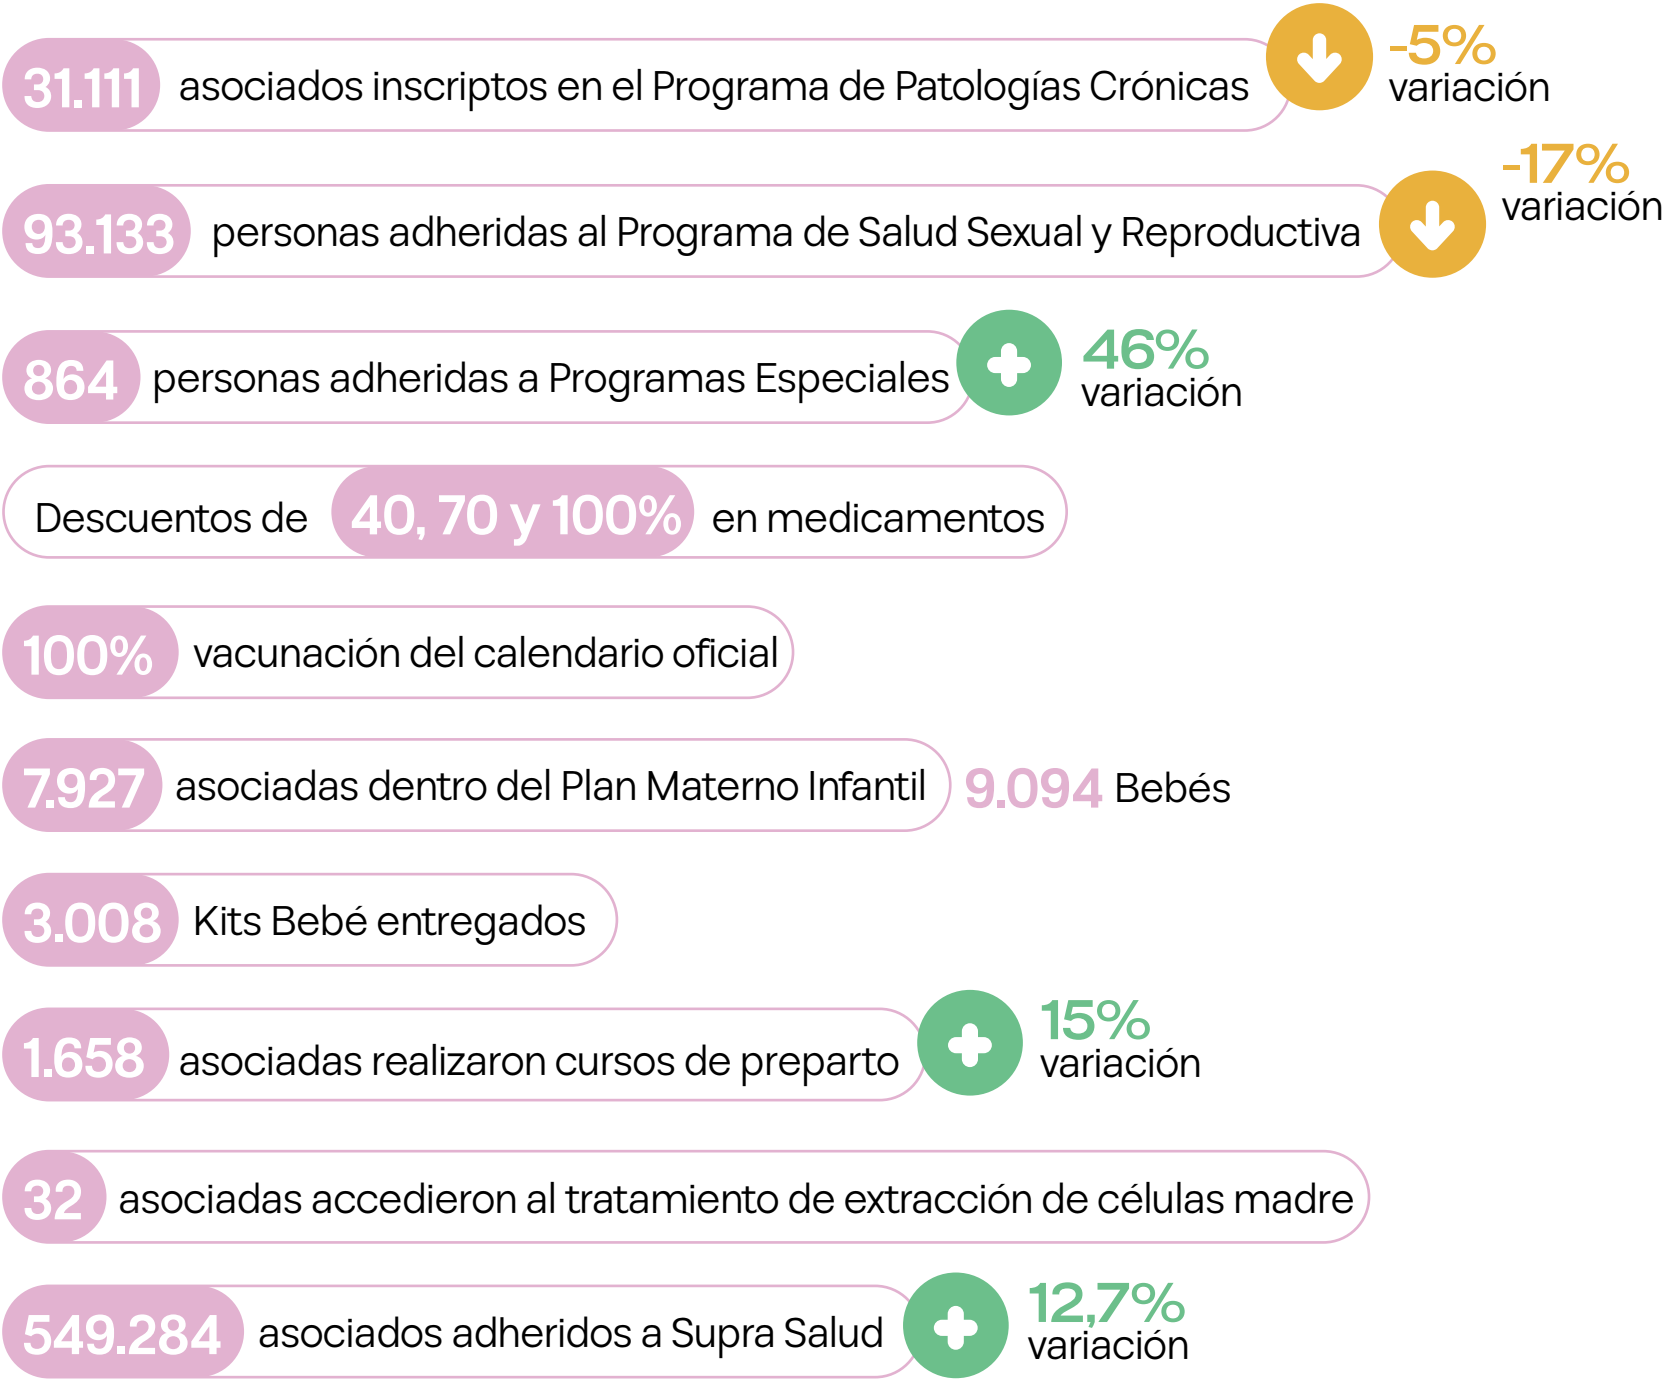 31.111 asociados inscriptos en el Programa de Patologías Crónicas
-5%
variación
93.133 personas adheridas al Programa de Salud Sexual y Reproductiva
-17%
variación
864 personas adheridas a Programas Especiales
46%
variación
Descuentos de 40, 70 y 100% en medicamentos
100% vacunación del calendario oficial
7.927 asociadas dentro del Plan Materno Infantil 9.094 Bebés
3.008 Kits Bebé entregados
1.658 asociadas realizaron cursos de preparto
15%
variación
32 asociadas accedieron al tratamiento de extracción de células madre
549.284 asociados adheridos a Supra Salud
12,7%
variación